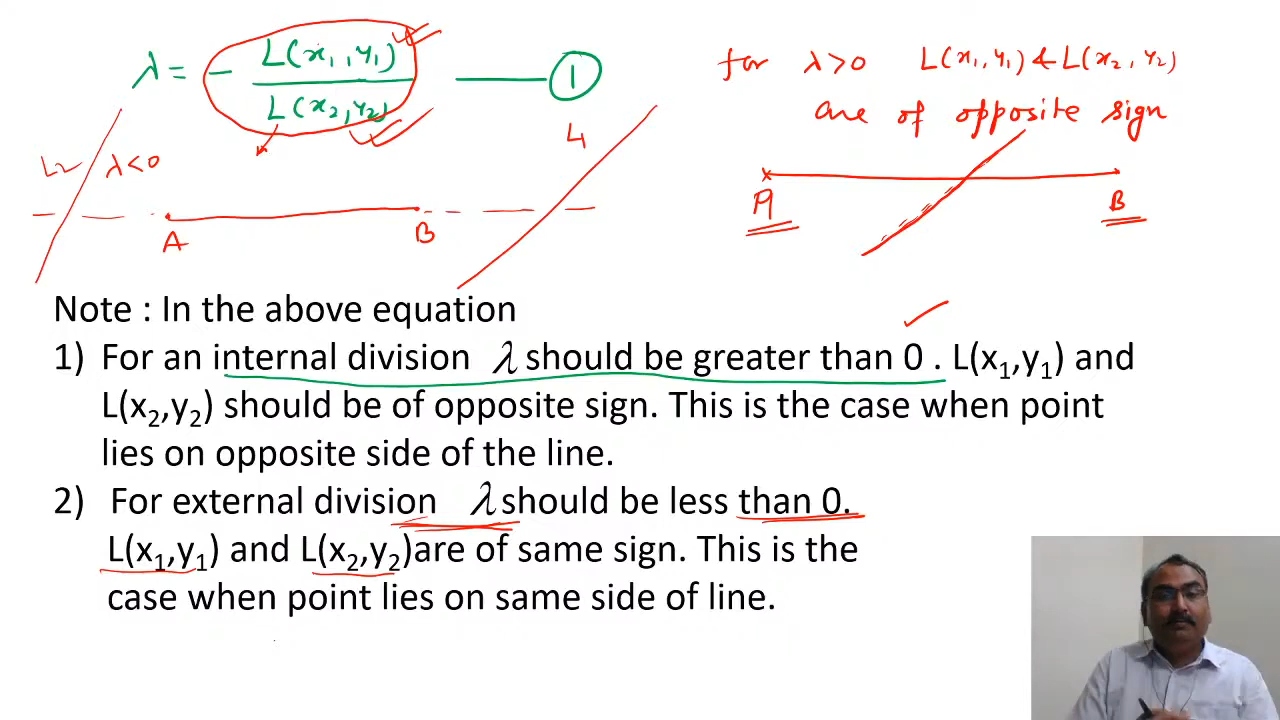 λ = - L(x₁,y₁) / L(x₂,y₂) ——— ①
for λ>0 L(x₁,y₁) & L(x₂,y₂)
are of opposite sign
L₂ λ<0
A B
A B
Note : In the above equation
1) For an internal division λ should be greater than 0 . L(x₁,y₁) and
L(x₂,y₂) should be of opposite sign. This is the case when point
lies on opposite side of the line.
2) For external division λ should be less than 0.
L(x₁,y₁) and L(x₂,y₂)are of same sign. This is the
case when point lies on same side of line.